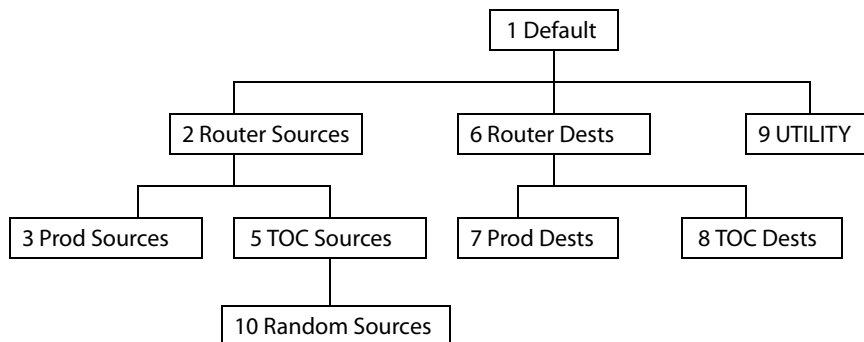 1 Default
2 Router Sources
6 Router Dests
9 UTILITY
3 Prod Sources
5 TOC Sources
7 Prod Dests
8 TOC Dests
10 Random Sources